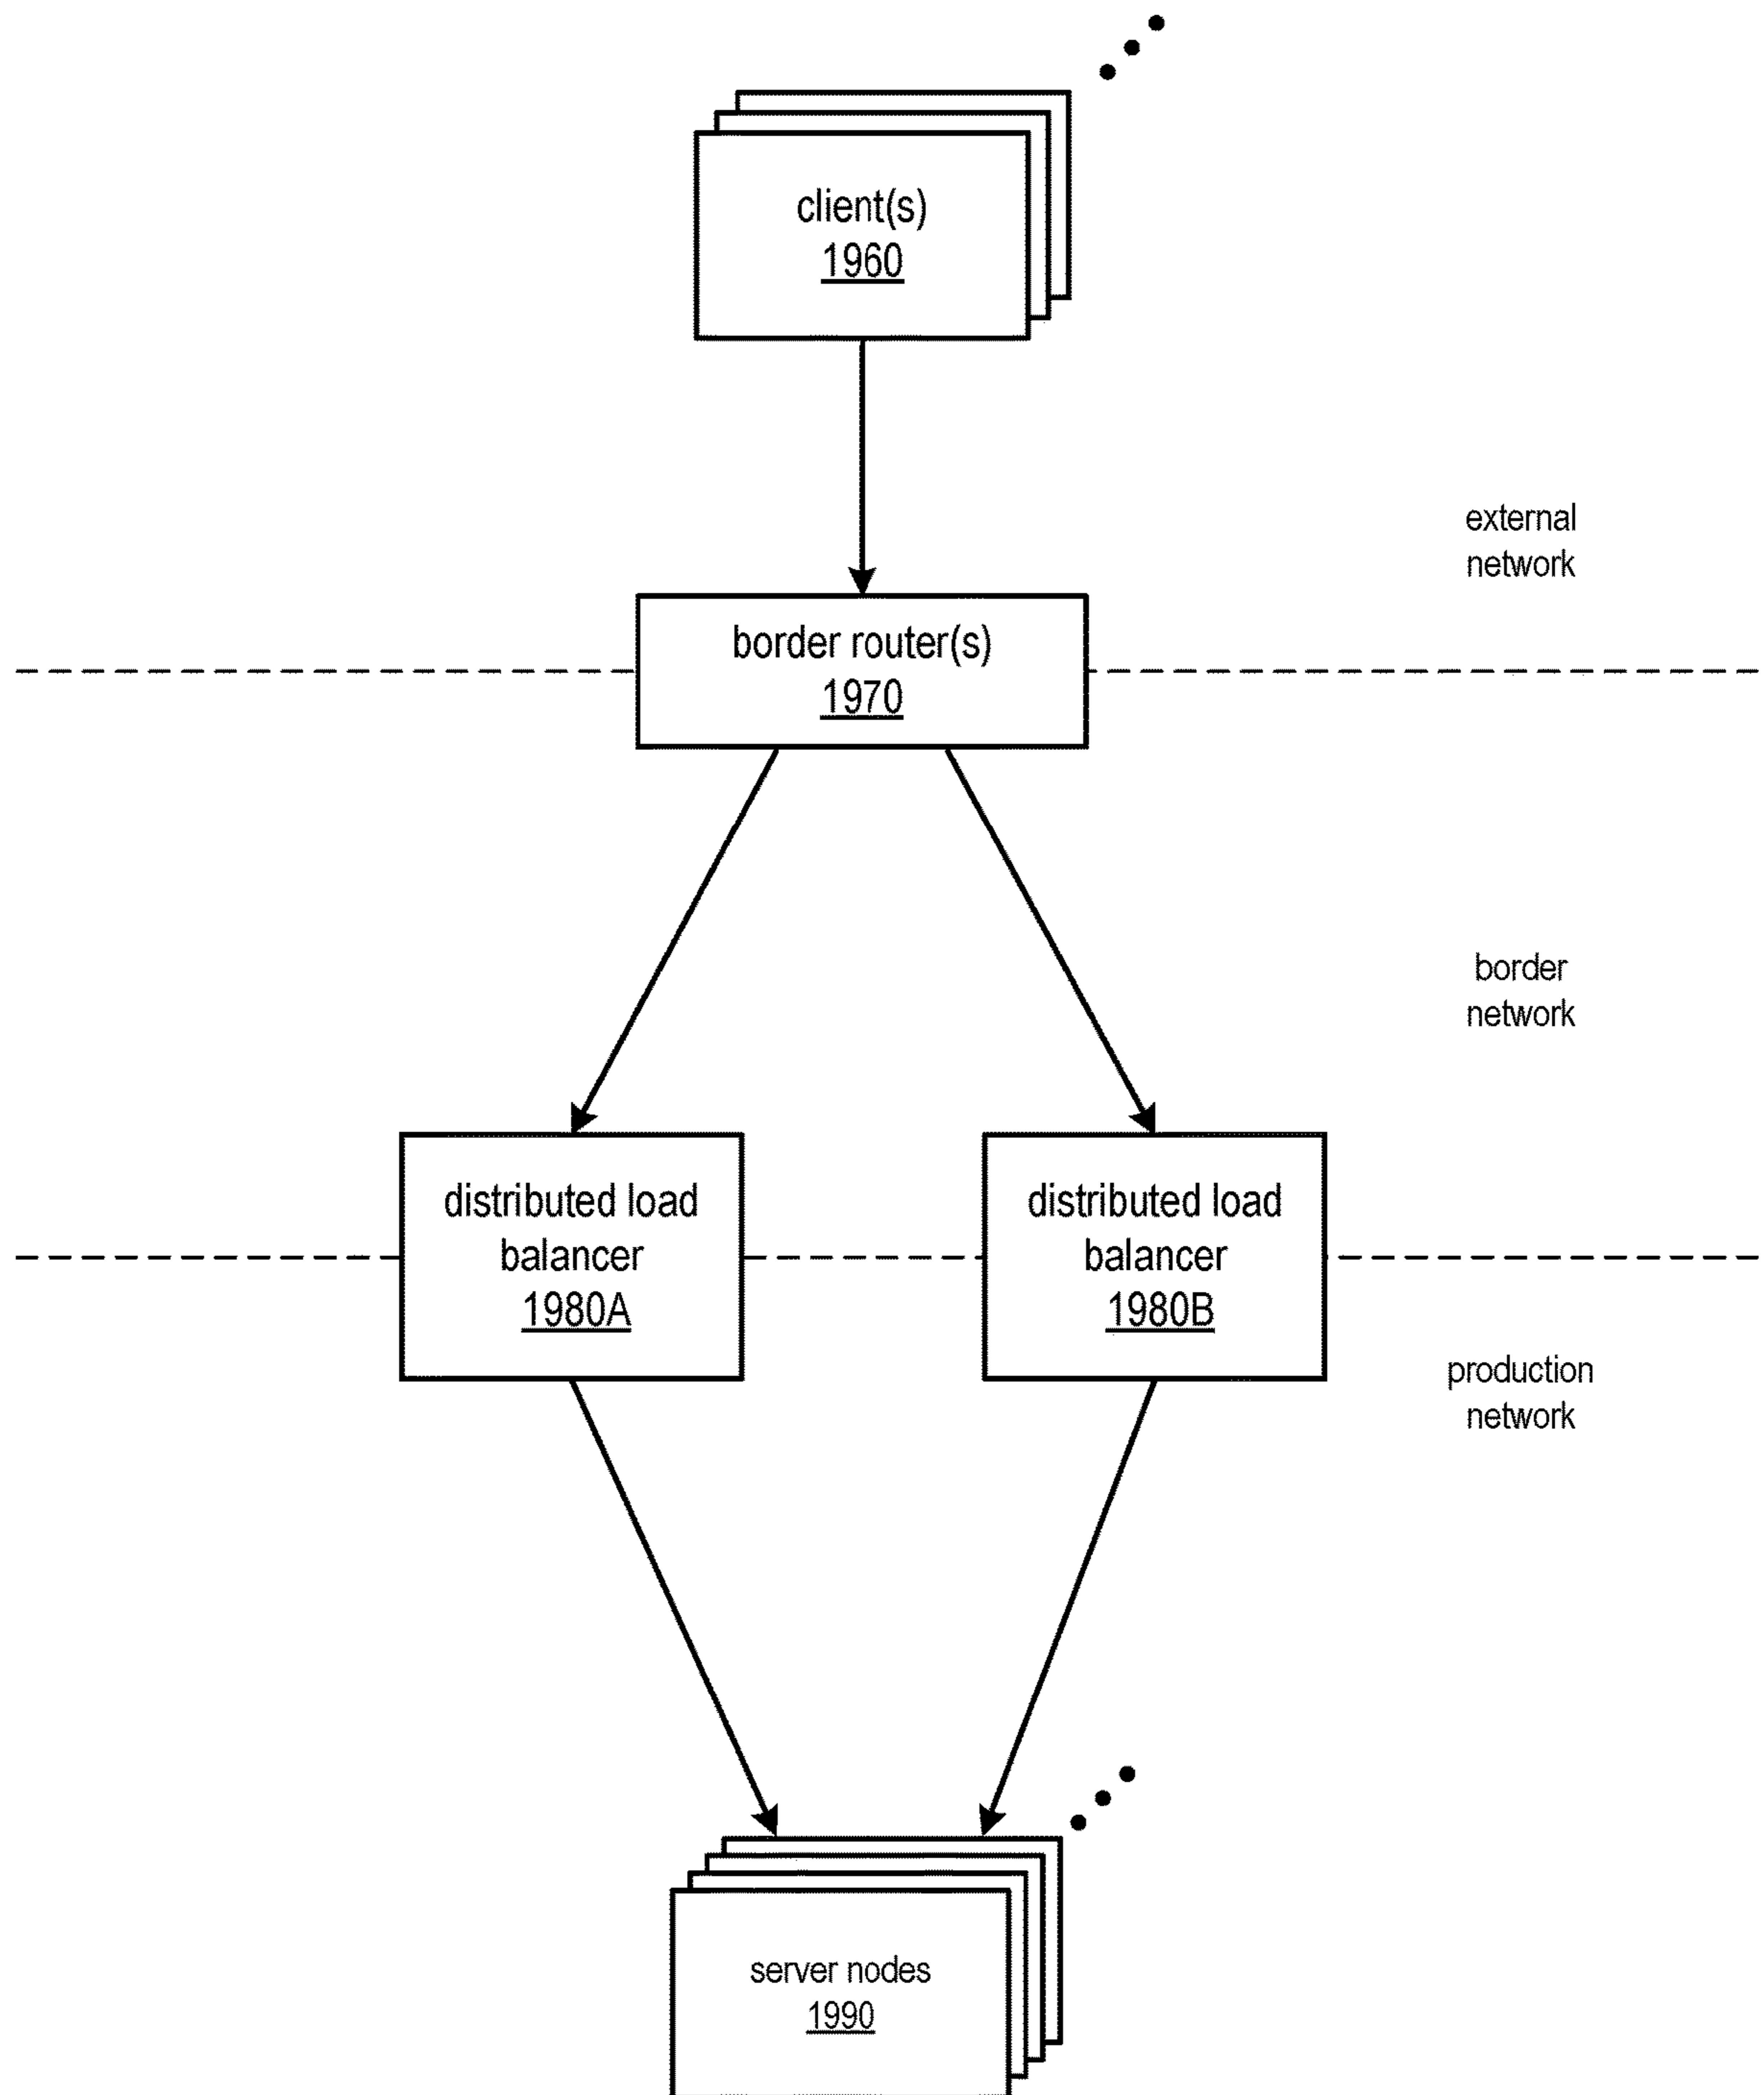 client(s)
1960
external
network
border router(s)
1970
border
network
distributed load
balancer
1980A
distributed load
balancer
1980B
production
network
server nodes
1990